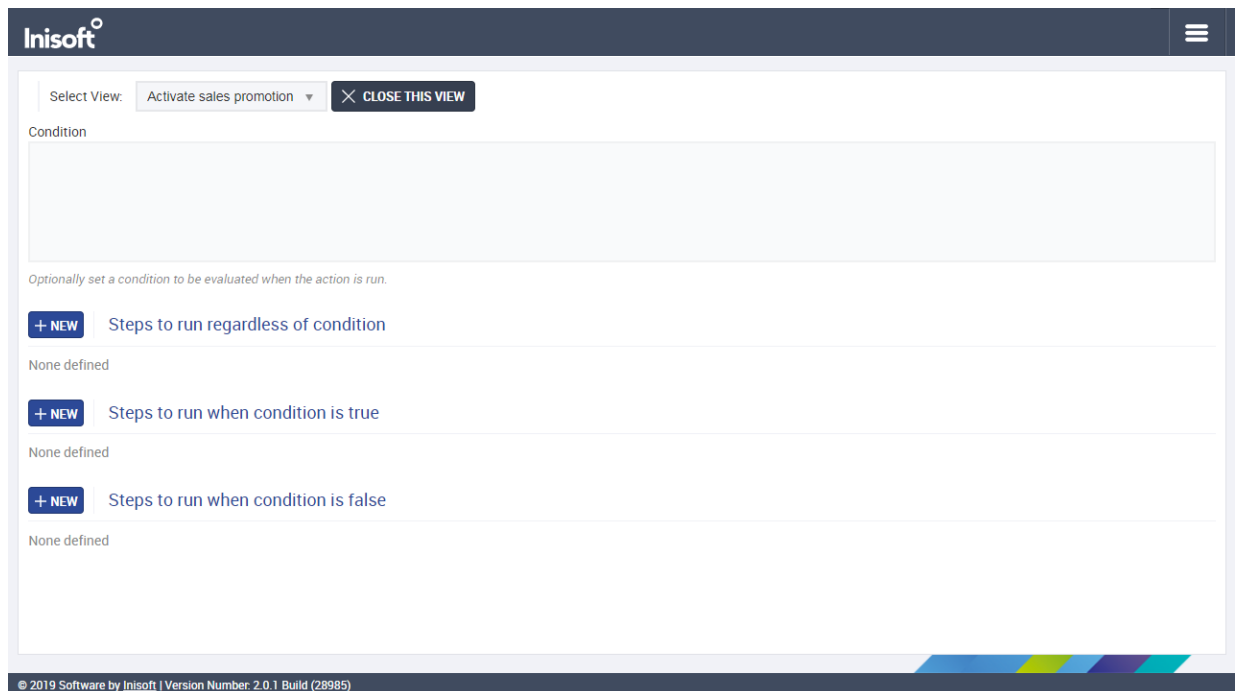 Inisoft
Select View: Activate sales promotion CLOSE THIS VIEW
Condition
Optionally set a condition to be evaluated when the action is run.
+ NEW Steps to run regardless of condition
None defined
+ NEW Steps to run when condition is true
None defined
+ NEW Steps to run when condition is false
None defined
© 2019 Software by Inisoft | Version Number: 2.0.1 Build (28985)